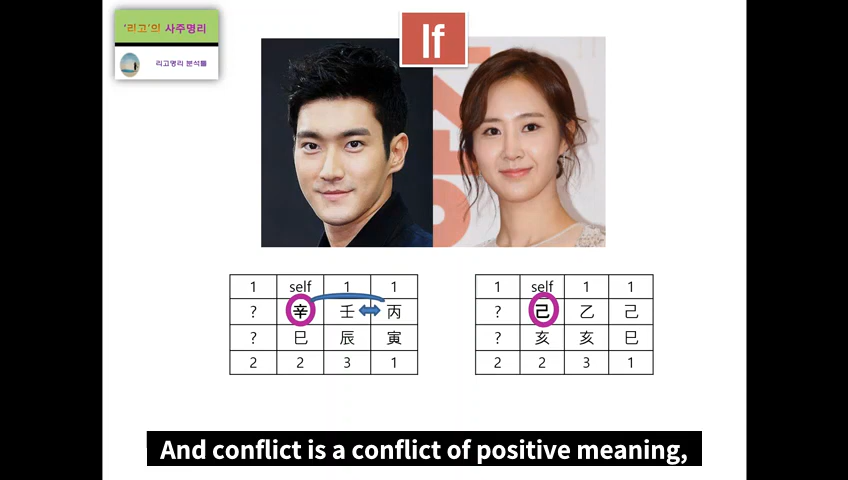 '리고'의 사주명리
리고명리 분석틀
If
1 self 1 1
? 辛 壬 丙
? 巳 辰 寅
2 2 3 1
1 self 1 1
? 己 乙 己
? 亥 亥 巳
2 2 3 1
And conflict is a conflict of positive meaning,